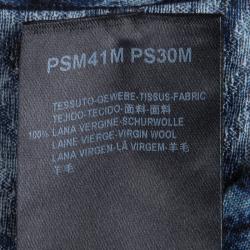 PSM41M PS30M
TESSUTO-GEWEBE-TISSUS-FABRIC
TEJIDO-TECIDO-面料-面料
100% LANA VERGINE-SCHURWOLLE
LAINE VIERGE-VIRGIN WOOL
LANA VIRGEN-LÃ VIRGEM-羊毛
羊毛